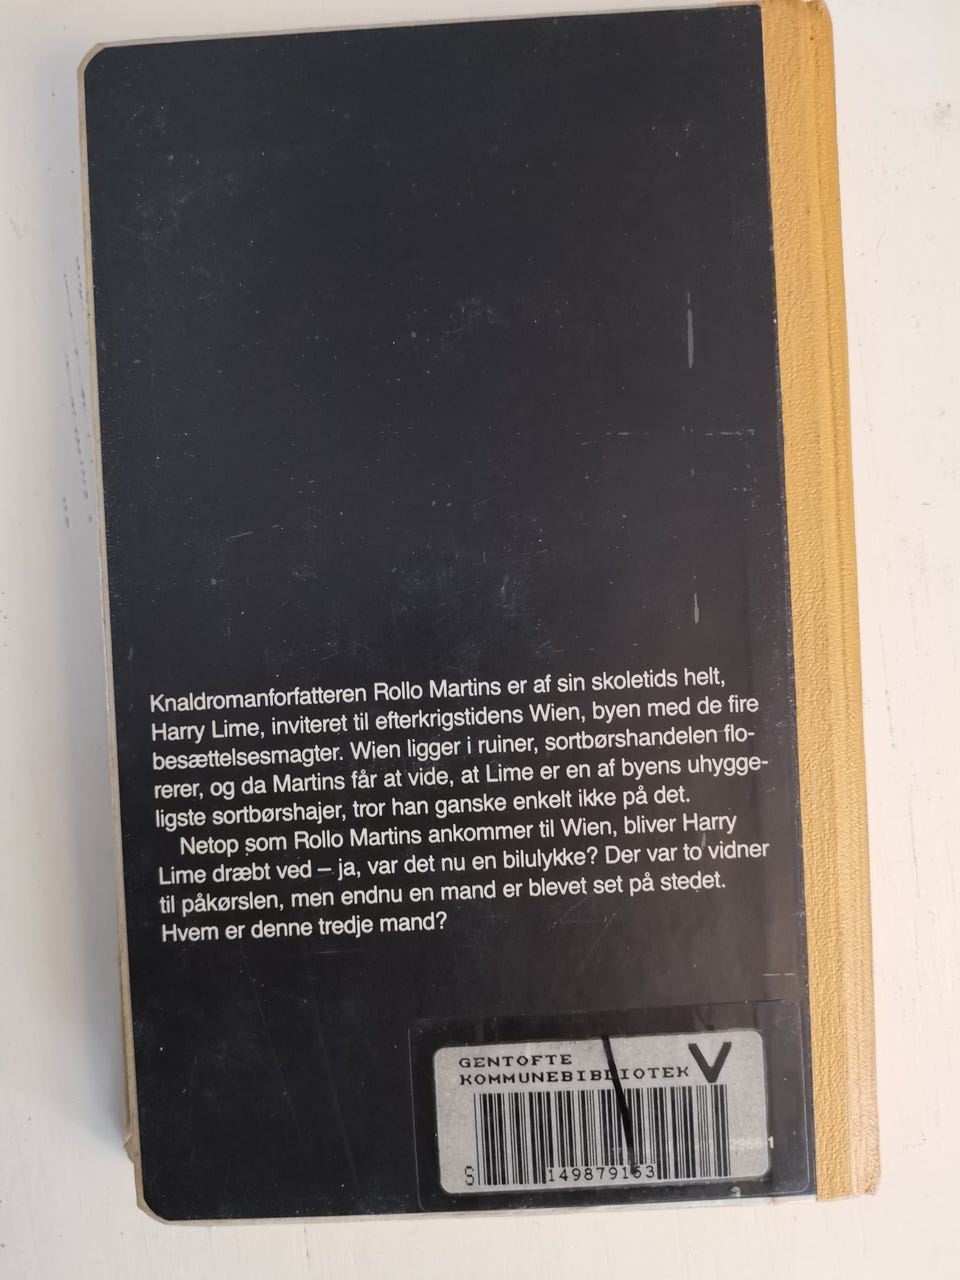 Knaldromanforfatteren Rollo Martins er af sin skoletids helt,
Harry Lime, inviteret til efterkrigstidens Wien, byen med de fire
besættelsesmagter. Wien ligger i ruiner, sortbørshandelen flo-
rerer, og da Martins får at vide, at Lime er en af byens uhygge-
ligste sortbørshajer, tror han ganske enkelt ikke på det.
Netop som Rollo Martins ankommer til Wien, bliver Harry
Lime dræbt ved – ja, var det nu en bilulykke? Der var to vidner
til påkørslen, men endnu en mand er blevet set på stedet.
Hvem er denne tredje mand?
GENTOFTE
KOMMUNEBIBLIOTEK V
2966-1
S 149879153
3